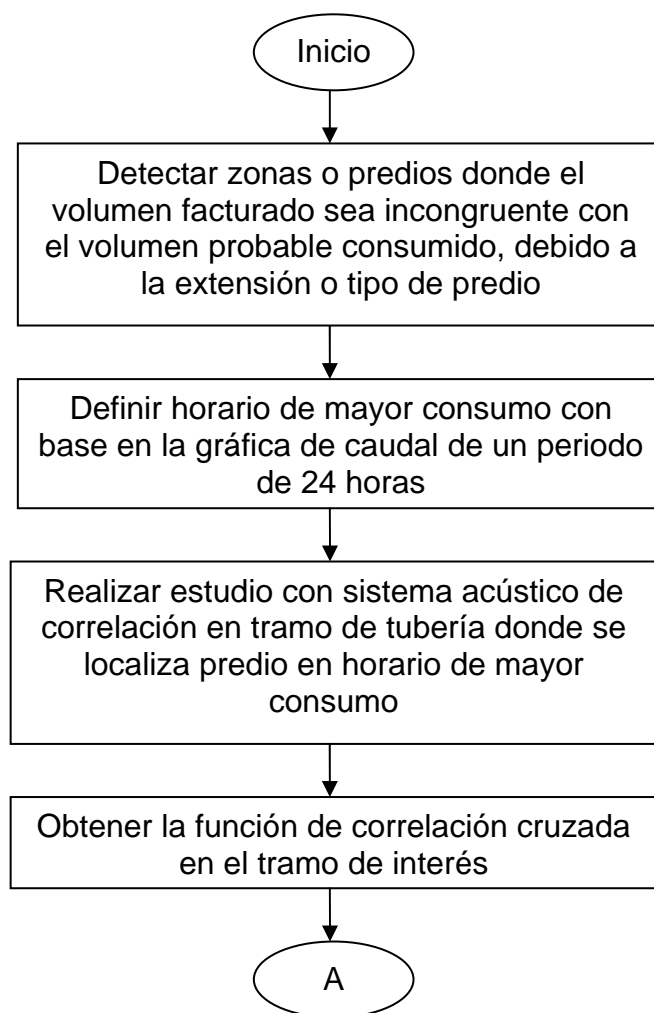 Inicio
Detectar zonas o predios donde el
volumen facturado sea incongruente con
el volumen probable consumido, debido a
la extensión o tipo de predio
Definir horario de mayor consumo con
base en la gráfica de caudal de un periodo
de 24 horas
Realizar estudio con sistema acústico de
correlación en tramo de tubería donde se
localiza predio en horario de mayor
consumo
Obtener la función de correlación cruzada
en el tramo de interés
A